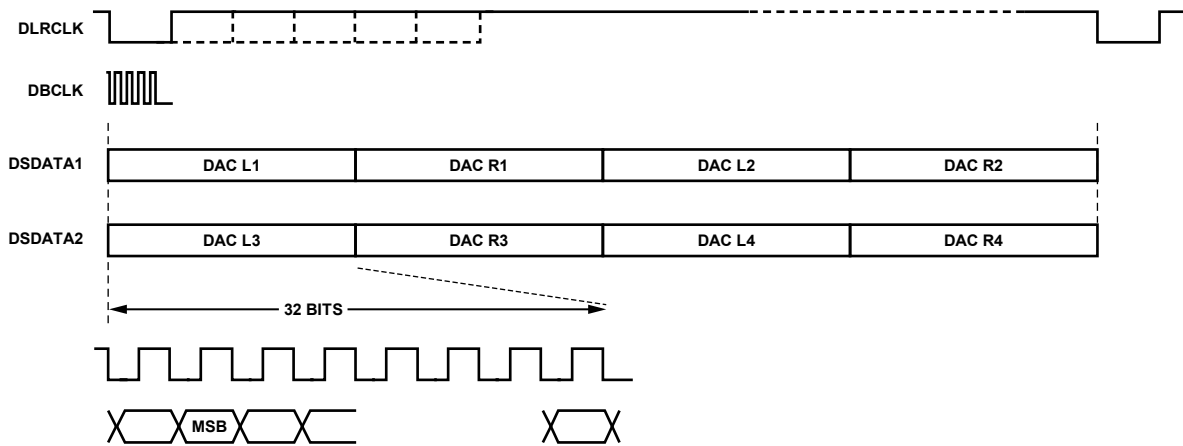 DLRCLK
DBCLK
DSDATA1 DAC L1 DAC R1 DAC L2 DAC R2
DSDATA2 DAC L3 DAC R3 DAC L4 DAC R4
32 BITS
MSB